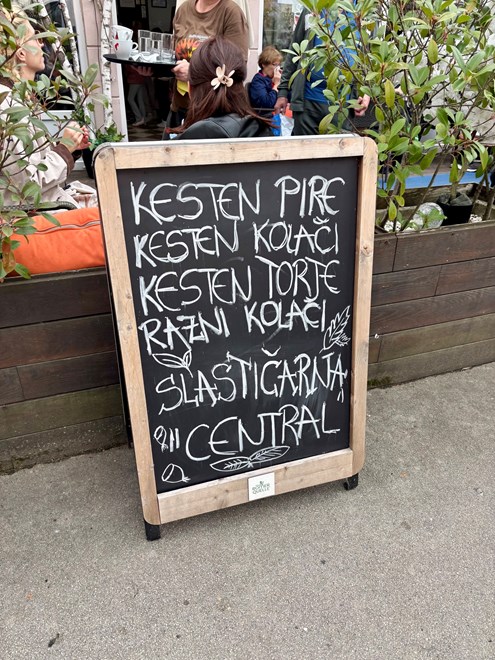 KESTEN PIRE
KESTEN KOLAČI
KESTEN TORTE
RAZNI KOLAČI
SLASTIČARNA
CENTRAL